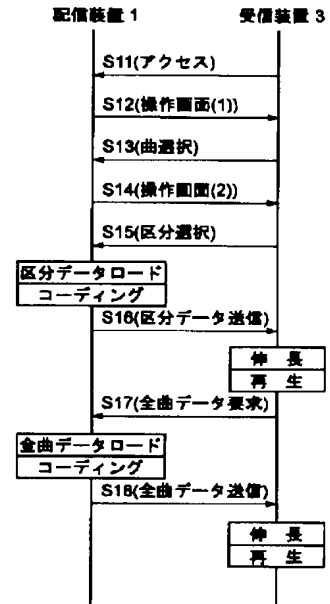 配信装置 1 受信装置 3
S11(アクセス)
S12(操作画面(1))
S13(曲選択)
S14(操作画面(2))
S15(区分選択)
区分データロード
コーディング
S16(区分データ送信)
伸 長
再 生
S17(全曲データ要求)
全曲データロード
コーディング
S18(全曲データ送信)
伸 長
再 生